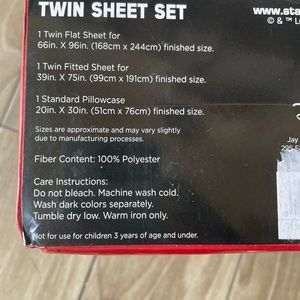 TWIN SHEET SET
www.sta
© & ™ L
1 Twin Flat Sheet for
66in. X 96in. (168cm x 244cm) finished size.
1 Twin Fitted Sheet for
39in. X 75in. (99cm x 191cm) finished size.
1 Standard Pillowcase
20in. X 30in. (51cm x 76cm) finished size.
Sizes are approximate and may vary slightly
due to manufacturing processes.
Jay
Fiber Content: 100% Polyester
Care Instructions:
Do not bleach. Machine wash cold.
Wash dark colors separately.
Tumble dry low. Warm iron only.
Not for use for children 3 years of age and under.